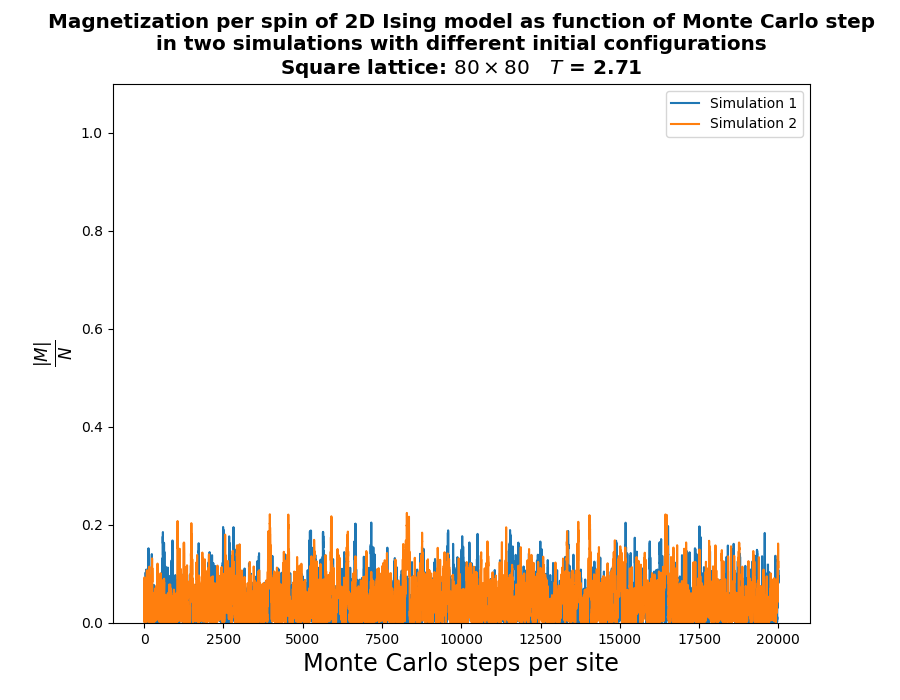 Magnetization per spin of 2D Ising model as function of Monte Carlo step
in two simulations with different initial configurations
Square lattice: 80 × 80 T = 2.71
Simulation 1
Simulation 2
1.0
0.8
0.6
0.4
0.2
0.0
|M|
N
0 2500 5000 7500 10000 12500 15000 17500 20000
Monte Carlo steps per site